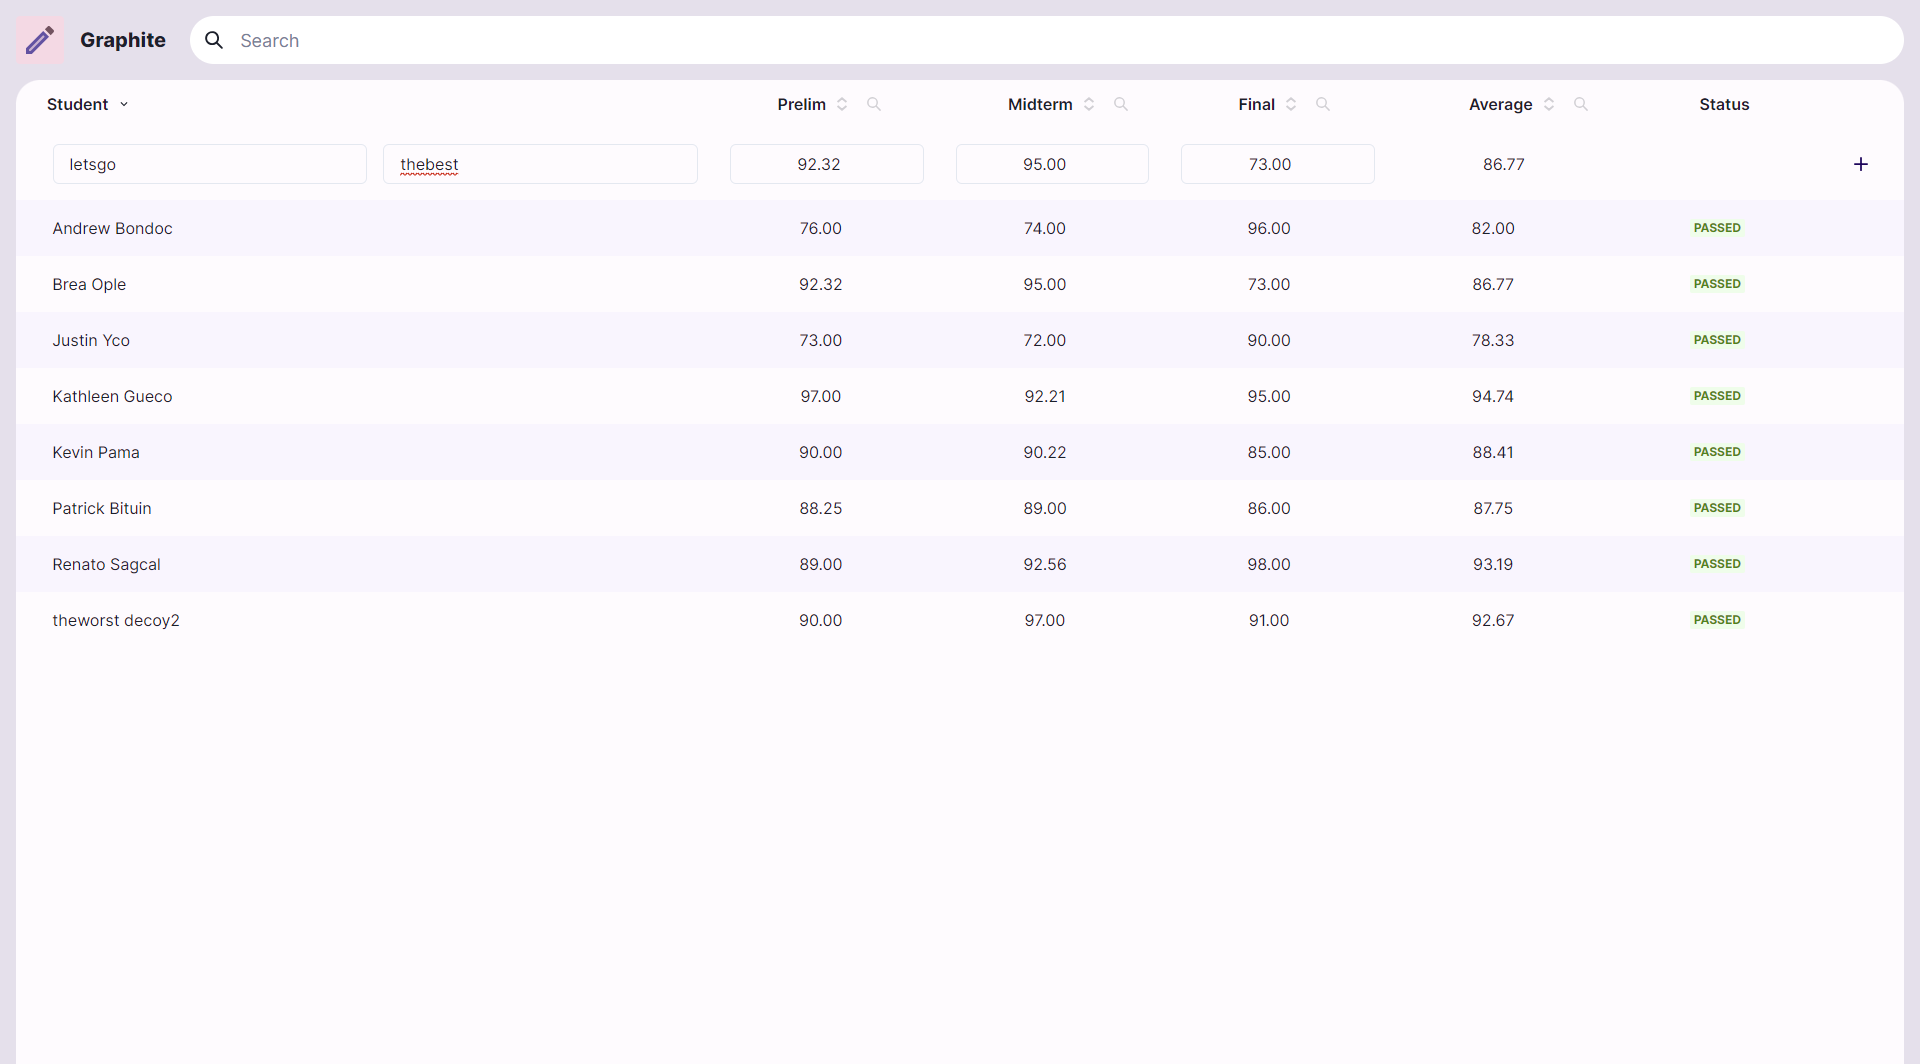 Graphite Search
Student Prelim Midterm Final Average Status
letsgo thebest 92.32 95.00 73.00 86.77 +
Andrew Bondoc 76.00 74.00 96.00 82.00 PASSED
Brea Ople 92.32 95.00 73.00 86.77 PASSED
Justin Yco 73.00 72.00 90.00 78.33 PASSED
Kathleen Gueco 97.00 92.21 95.00 94.74 PASSED
Kevin Pama 90.00 90.22 85.00 88.41 PASSED
Patrick Bituin 88.25 89.00 86.00 87.75 PASSED
Renato Sagcal 89.00 92.56 98.00 93.19 PASSED
theworst decoy2 90.00 97.00 91.00 92.67 PASSED